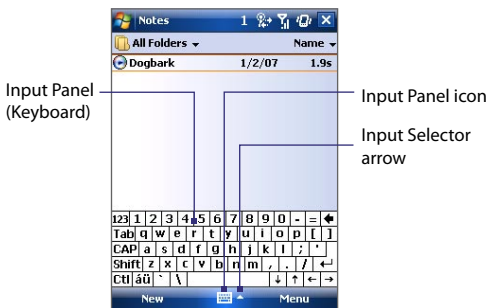 Notes 1
All Folders Name
Dogbark 1/2/07 1.9s
Input Panel
(Keyboard)
Input Panel icon
Input Selector
arrow
123 1 2 3 4 5 6 7 8 9 0 - =
Tab q w e r t y u i o p [ ]
CAP a s d f g h j k l ; '
Shift z x c v b n m , . /
Ctl áü ` \
New Menu